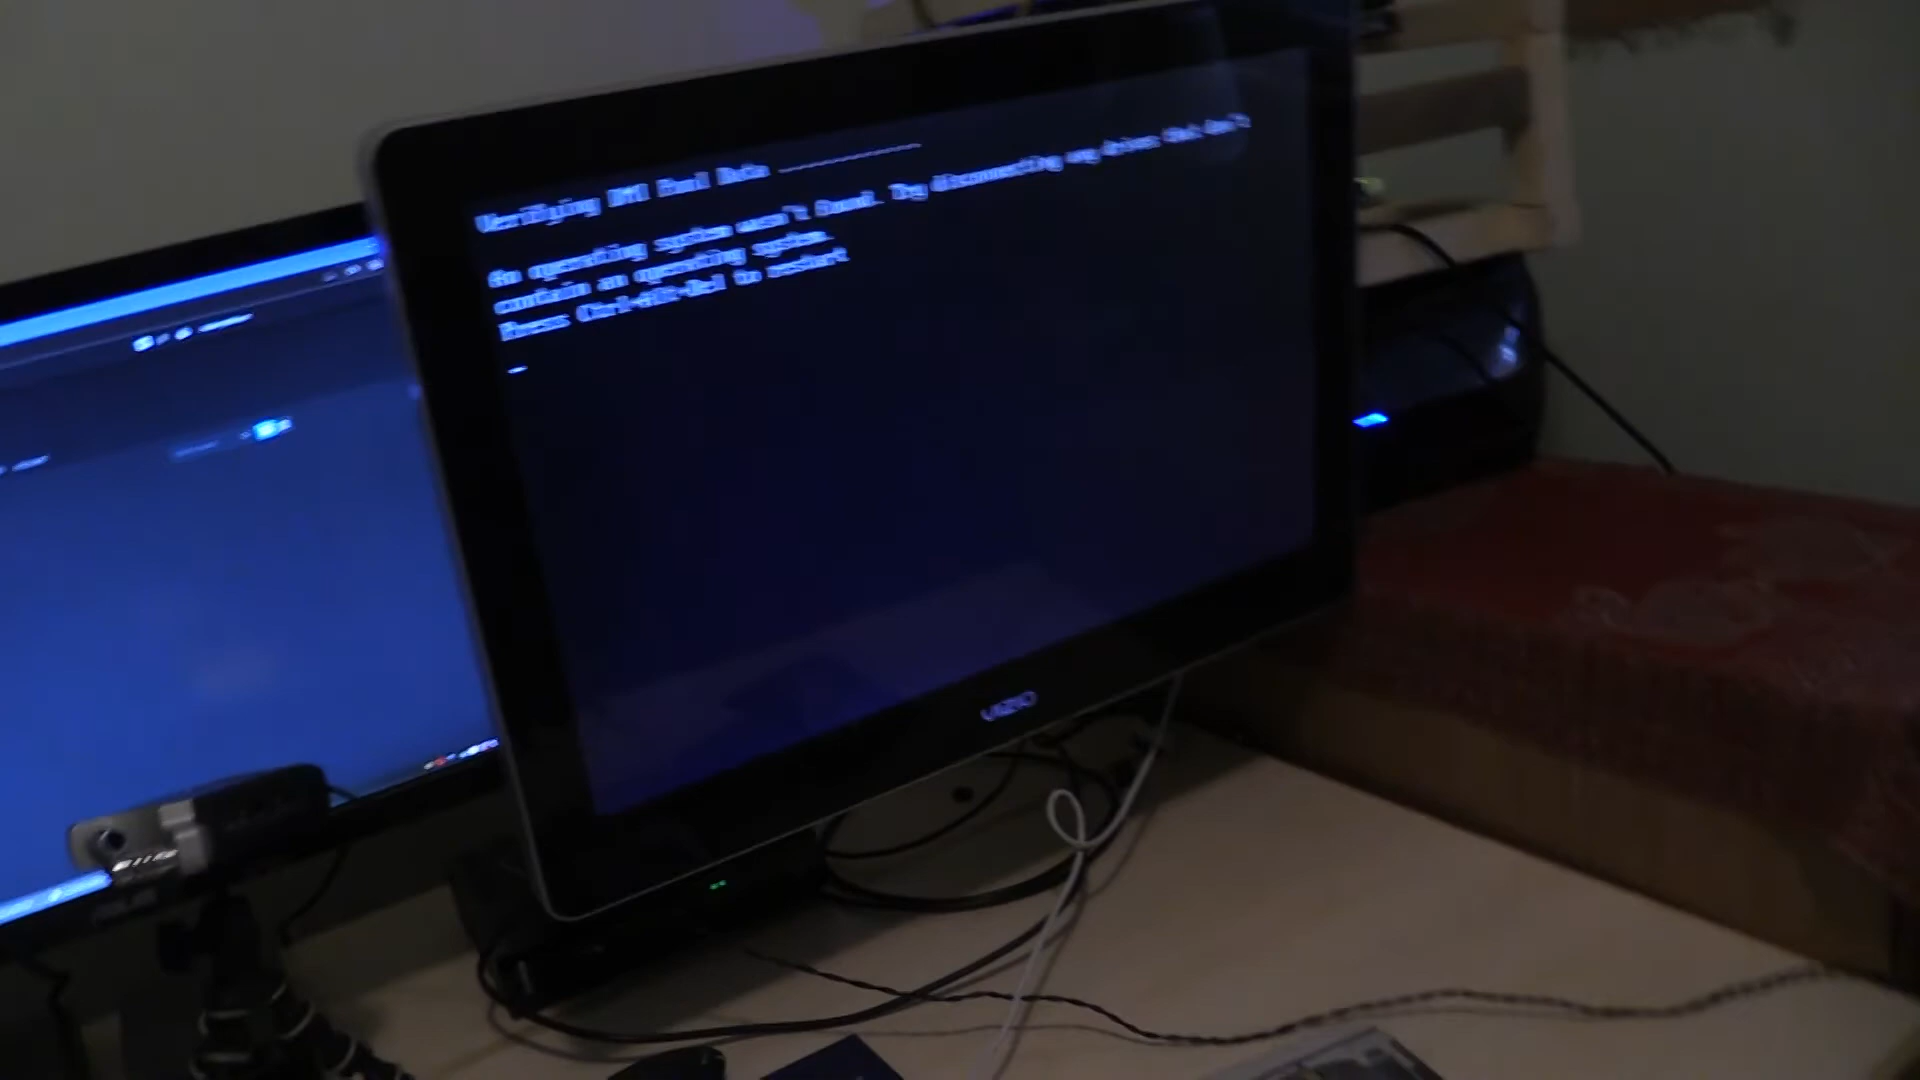 Verifying DMI Pool Data ..............
An operating system wasn't found. Try disconnecting any drives that don't
contain an operating system.
Press Ctrl+Alt+Del to restart
VIZIO